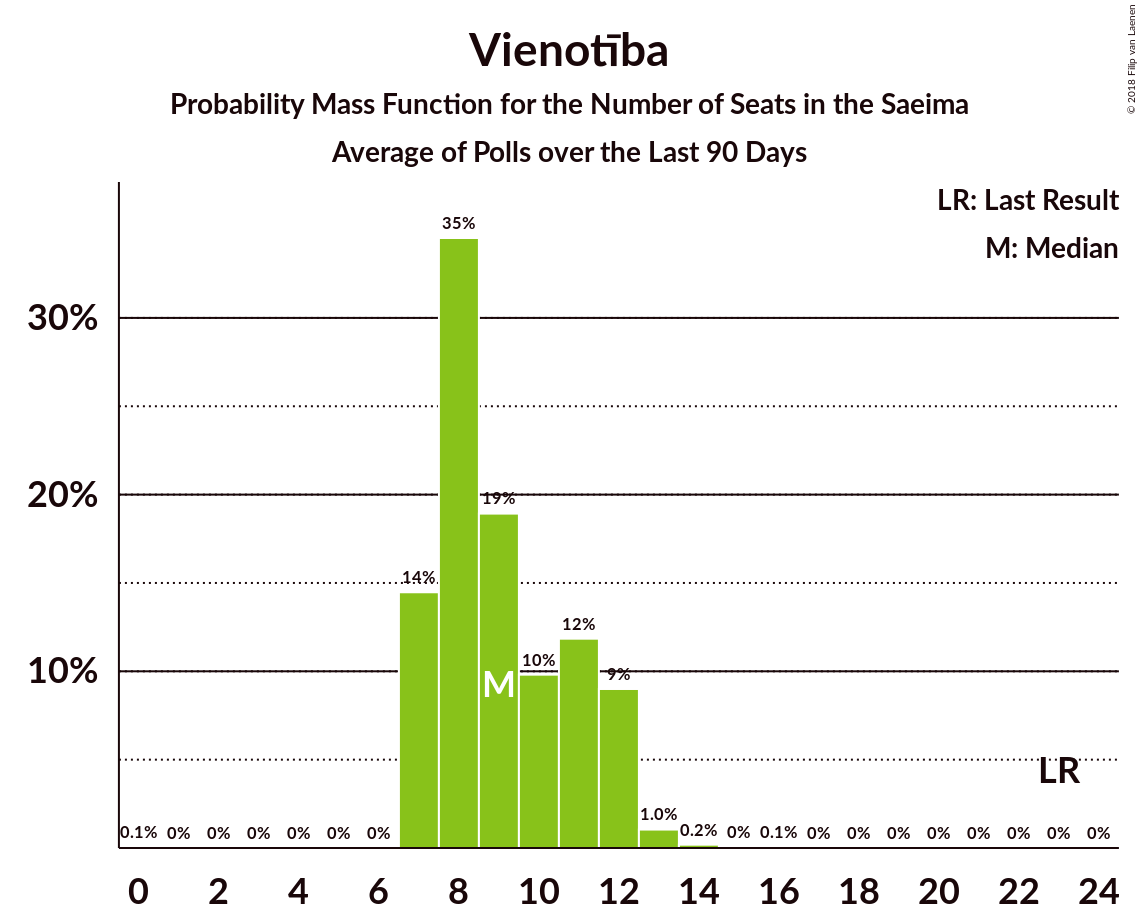 Vienotība
Probability Mass Function for the Number of Seats in the Saeima
Average of Polls over the Last 90 Days
© 2018 Filip van Laenen
LR: Last Result
M: Median
35%
30%
20%
19%
14%
12%
10%
10%
9%
M
LR
0.1% 0% 0% 0% 0% 0% 0% 1.0% 0.2% 0% 0.1% 0% 0% 0% 0% 0% 0% 0% 0%
0 2 4 6 8 10 12 14 16 18 20 22 24